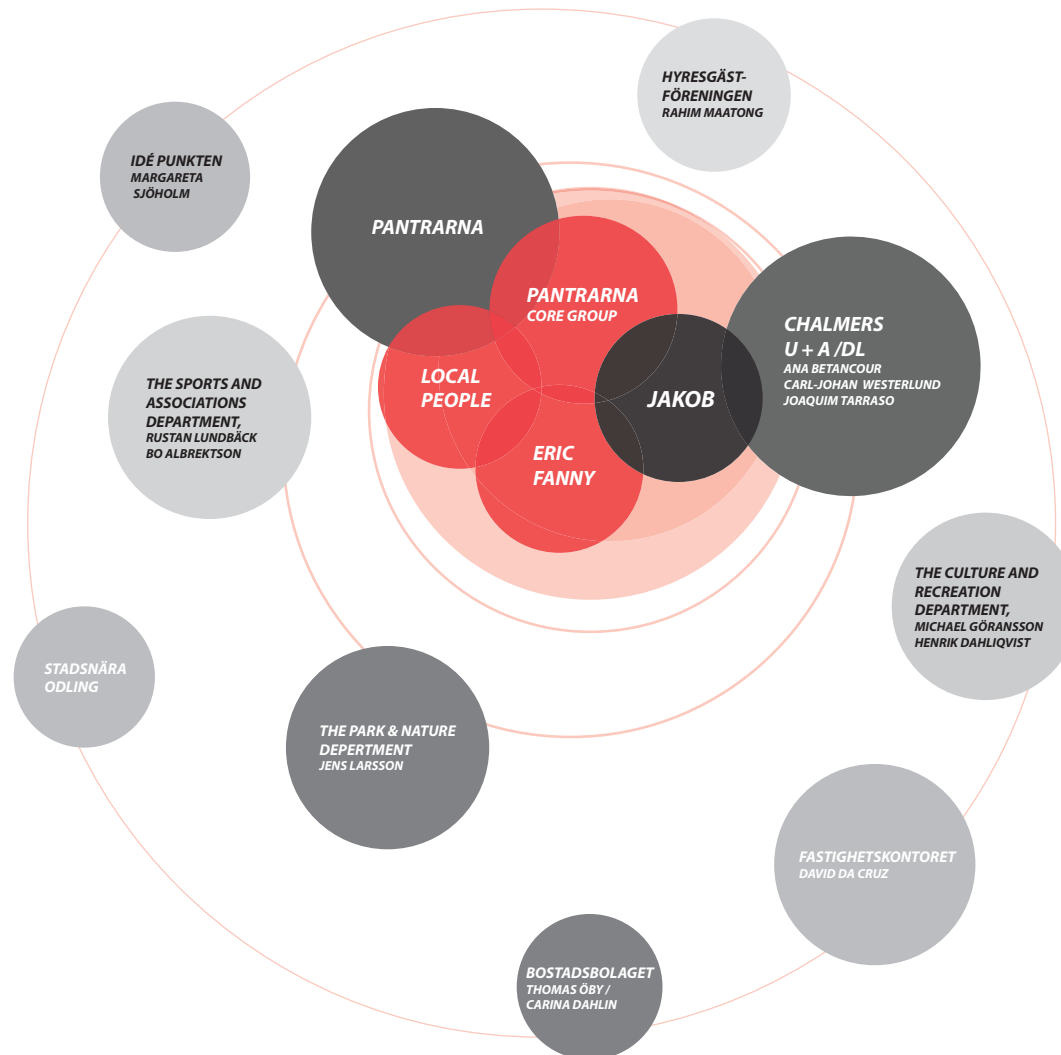 HYRESGÄST-
FÖRENINGEN
RAHIM MAATONG
IDÉ PUNKTEN
MARGARETA
SJÖHOLM
PANTRARNA
PANTRARNA
CORE GROUP
CHALMERS
U + A /DL
ANA BETANCOUR
CARL-JOHAN WESTERLUND
JOAQUIM TARRASO
LOCAL
PEOPLE
JAKOB
THE SPORTS AND
ASSOCIATIONS
DEPARTMENT,
RUSTAN LUNDBÄCK
BO ALBREKTSON
ERIC
FANNY
THE CULTURE AND
RECREATION
DEPARTMENT,
MICHAEL GÖRANSSON
HENRIK DAHLIQVIST
STADSNÄRA
ODLING
THE PARK & NATURE
DEPERTMENT
JENS LARSSON
FASTIGHETSKONTORET
DAVID DA CRUZ
BOSTADSBOLAGET
THOMAS ÖBY /
CARINA DAHLIN